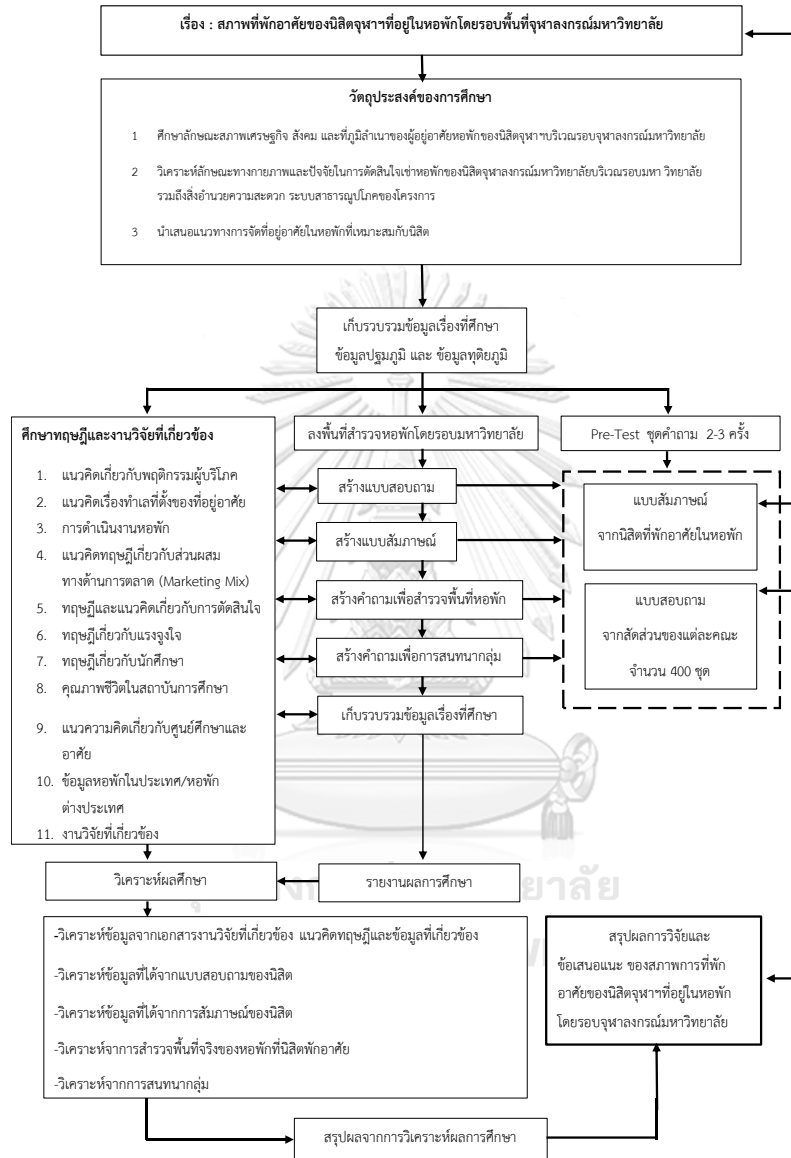 เรื่อง : สภาพที่พักอาศัยของนิสิตจุฬาฯที่อยู่ในหอพักโดยรอบพื้นที่จุฬาลงกรณ์มหาวิทยาลัย
วัตถุประสงค์ของการศึกษา
1 ศึกษาลักษณะสภาพเศรษฐกิจ สังคม และที่ภูมิลำเนาของผู้อยู่อาศัยหอพักของนิสิตจุฬาฯบริเวณรอบจุฬาลงกรณ์มหาวิทยาลัย
2 วิเคราะห์ลักษณะทางกายภาพและปัจจัยในการตัดสินใจเช่าหอพักของนิสิตจุฬาลงกรณ์มหาวิทยาลัยบริเวณรอบมหา วิทยาลัย
รวมถึงสิ่งอำนวยความสะดวก ระบบสาธารณูปโภคของโครงการ
3 นำเสนอแนวทางการจัดที่อยู่อาศัยในหอพักที่เหมาะสมกับนิสิต
เก็บรวบรวมข้อมูลเรื่องที่ศึกษา
ข้อมูลปฐมภูมิ และ ข้อมูลทุติยภูมิ
ศึกษาทฤษฎีและงานวิจัยที่เกี่ยวข้อง
1. แนวคิดเกี่ยวกับพฤติกรรมผู้บริโภค
2. แนวคิดเรื่องทำเลที่ตั้งของที่อยู่อาศัย
3. การดำเนินงานหอพัก
4. แนวคิดทฤษฎีเกี่ยวกับส่วนผสม
ทางด้านการตลาด (Marketing Mix)
5. ทฤษฏีและแนวคิดเกี่ยวกับการตัดสินใจ
6. ทฤษฎีเกี่ยวกับแรงจูงใจ
7. ทฤษฎีเกี่ยวกับนักศึกษา
8. คุณภาพชีวิตในสถาบันการศึกษา
9. แนวความคิดเกี่ยวกับศูนย์ศึกษาและ
อาศัย
10. ข้อมูลหอพักในประเทศ/หอพัก
ต่างประเทศ
11. งานวิจัยที่เกี่ยวข้อง
ลงพื้นที่สำรวจหอพักโดยรอบมหาวิทยาลัย
สร้างแบบสอบถาม
สร้างแบบสัมภาษณ์
สร้างคำถามเพื่อสำรวจพื้นที่หอพัก
สร้างคำถามเพื่อการสนทนากลุ่ม
เก็บรวบรวมข้อมูลเรื่องที่ศึกษา
Pre-Test ชุดคำถาม 2-3 ครั้ง
แบบสัมภาษณ์
จากนิสิตที่พักอาศัยในหอพัก
แบบสอบถาม
จากสัดส่วนของแต่ละคณะ
จำนวน 400 ชุด
วิเคราะห์ผลศึกษา
รายงานผลการศึกษา
-วิเคราะห์ข้อมูลจากเอกสารงานวิจัยที่เกี่ยวข้อง แนวคิดทฤษฎีและข้อมูลที่เกี่ยวข้อง
-วิเคราะห์ข้อมูลที่ได้จากแบบสอบถามของนิสิต
-วิเคราะห์ข้อมูลที่ได้จากการสัมภาษณ์ของนิสิต
-วิเคราะห์จาการสำรวจพื้นที่จริงของหอพักที่นิสิตพักอาศัย
-วิเคราะห์จากการสนทนากลุ่ม
สรุปผลการวิจัยและ
ข้อเสนอแนะ ของสภาพการที่พัก
อาศัยของนิสิตจุฬาฯที่อยู่ในหอพัก
โดยรอบจุฬาลงกรณ์มหาวิทยาลัย
สรุปผลจากการวิเคราะห์ผลการศึกษา